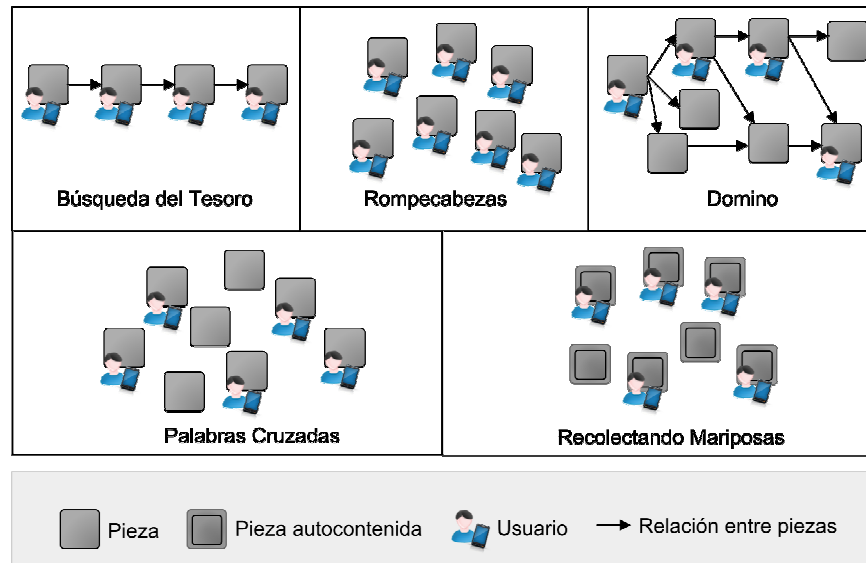 Búsqueda del Tesoro
Rompecabezas
Domino
Palabras Cruzadas
Recolectando Mariposas
Pieza
Pieza autocontenida
Usuario
Relación entre piezas